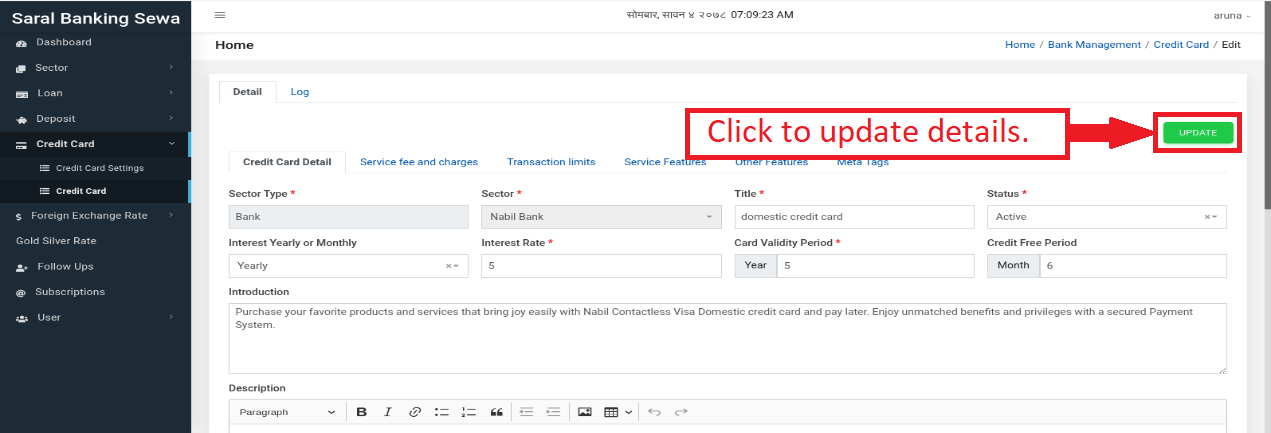 Saral Banking Sewa
सोमबार, सावन ४ २०७८ 07:09:23 AM
aruna
Dashboard
Sector
Loan
Deposit
Credit Card
Credit Card Settings
Credit Card
Foreign Exchange Rate
Gold Silver Rate
Follow Ups
Subscriptions
User
Home
Home / Bank Management / Credit Card / Edit
Detail Log
Click to update details.
UPDATE
Credit Card Detail Service fee and charges Transaction limits Service Features Other Features Meta Tags
Sector Type * Sector * Title * Status *
Bank Nabil Bank domestic credit card Active
Interest Yearly or Monthly Interest Rate * Card Validity Period * Credit Free Period
Yearly 5 Year 5 Month 6
Introduction
Purchase your favorite products and services that bring joy easily with Nabil Contactless Visa Domestic credit card and pay later. Enjoy unmatched benefits and privileges with a secured Payment
System.
Description
Paragraph B I